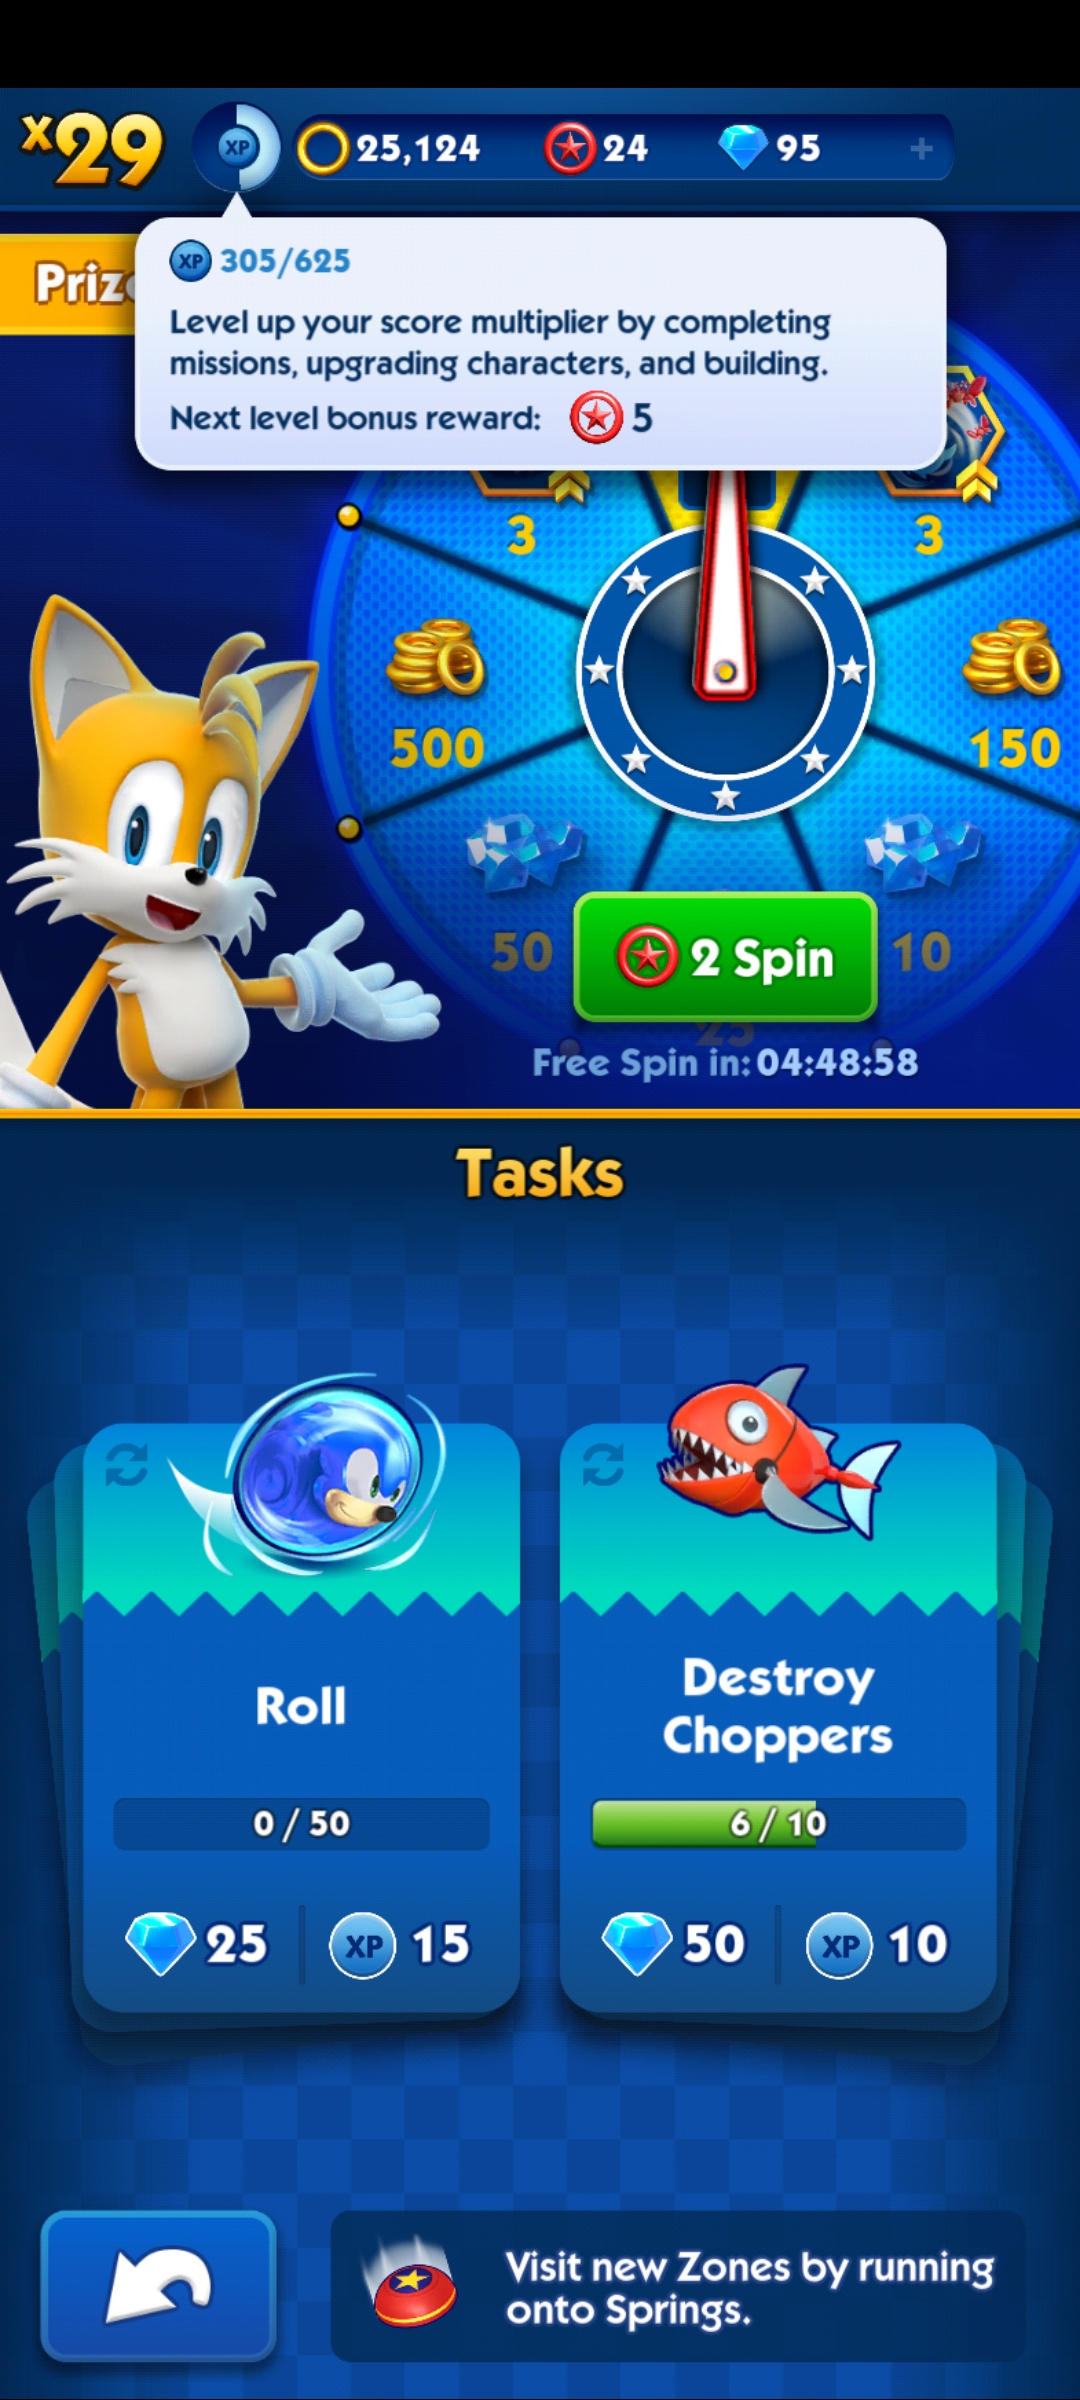 x29
XP
25,124
24
95
+
Priz
XP 305/625
Level up your score multiplier by completing
missions, upgrading characters, and building.
Next level bonus reward: 5
3
3
500
150
50
10
2 Spin
25
Free Spin in: 04:48:58
Tasks
Roll
0 / 50
25
XP 15
Destroy
Choppers
6 / 10
50
XP 10
Visit new Zones by running
onto Springs.